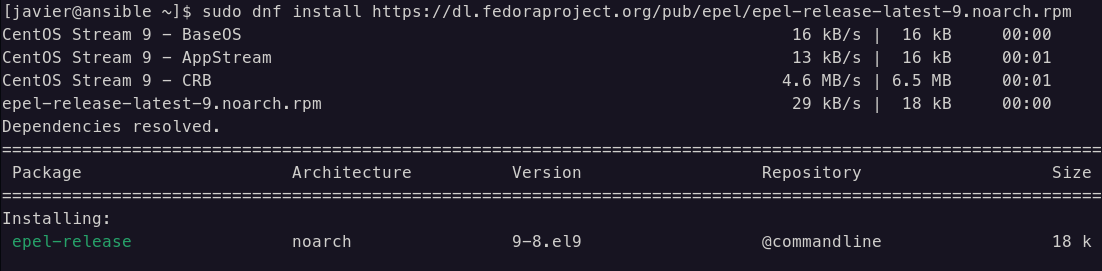 [javier@ansible ~]$ sudo dnf install https://dl.fedoraproject.org/pub/epel/epel-release-latest-9.noarch.rpm
CentOS Stream 9 - BaseOS                                                       16 kB/s |  16 kB     00:00
CentOS Stream 9 - AppStream                                                    13 kB/s |  16 kB     00:01
CentOS Stream 9 - CRB                                                         4.6 MB/s | 6.5 MB     00:01
epel-release-latest-9.noarch.rpm                                               29 kB/s |  18 kB     00:00
Dependencies resolved.
==============================================================================================================
 Package                     Architecture          Version                  Repository                   Size
==============================================================================================================
Installing:
 epel-release                noarch                9-8.el9                  @commandline                 18 k